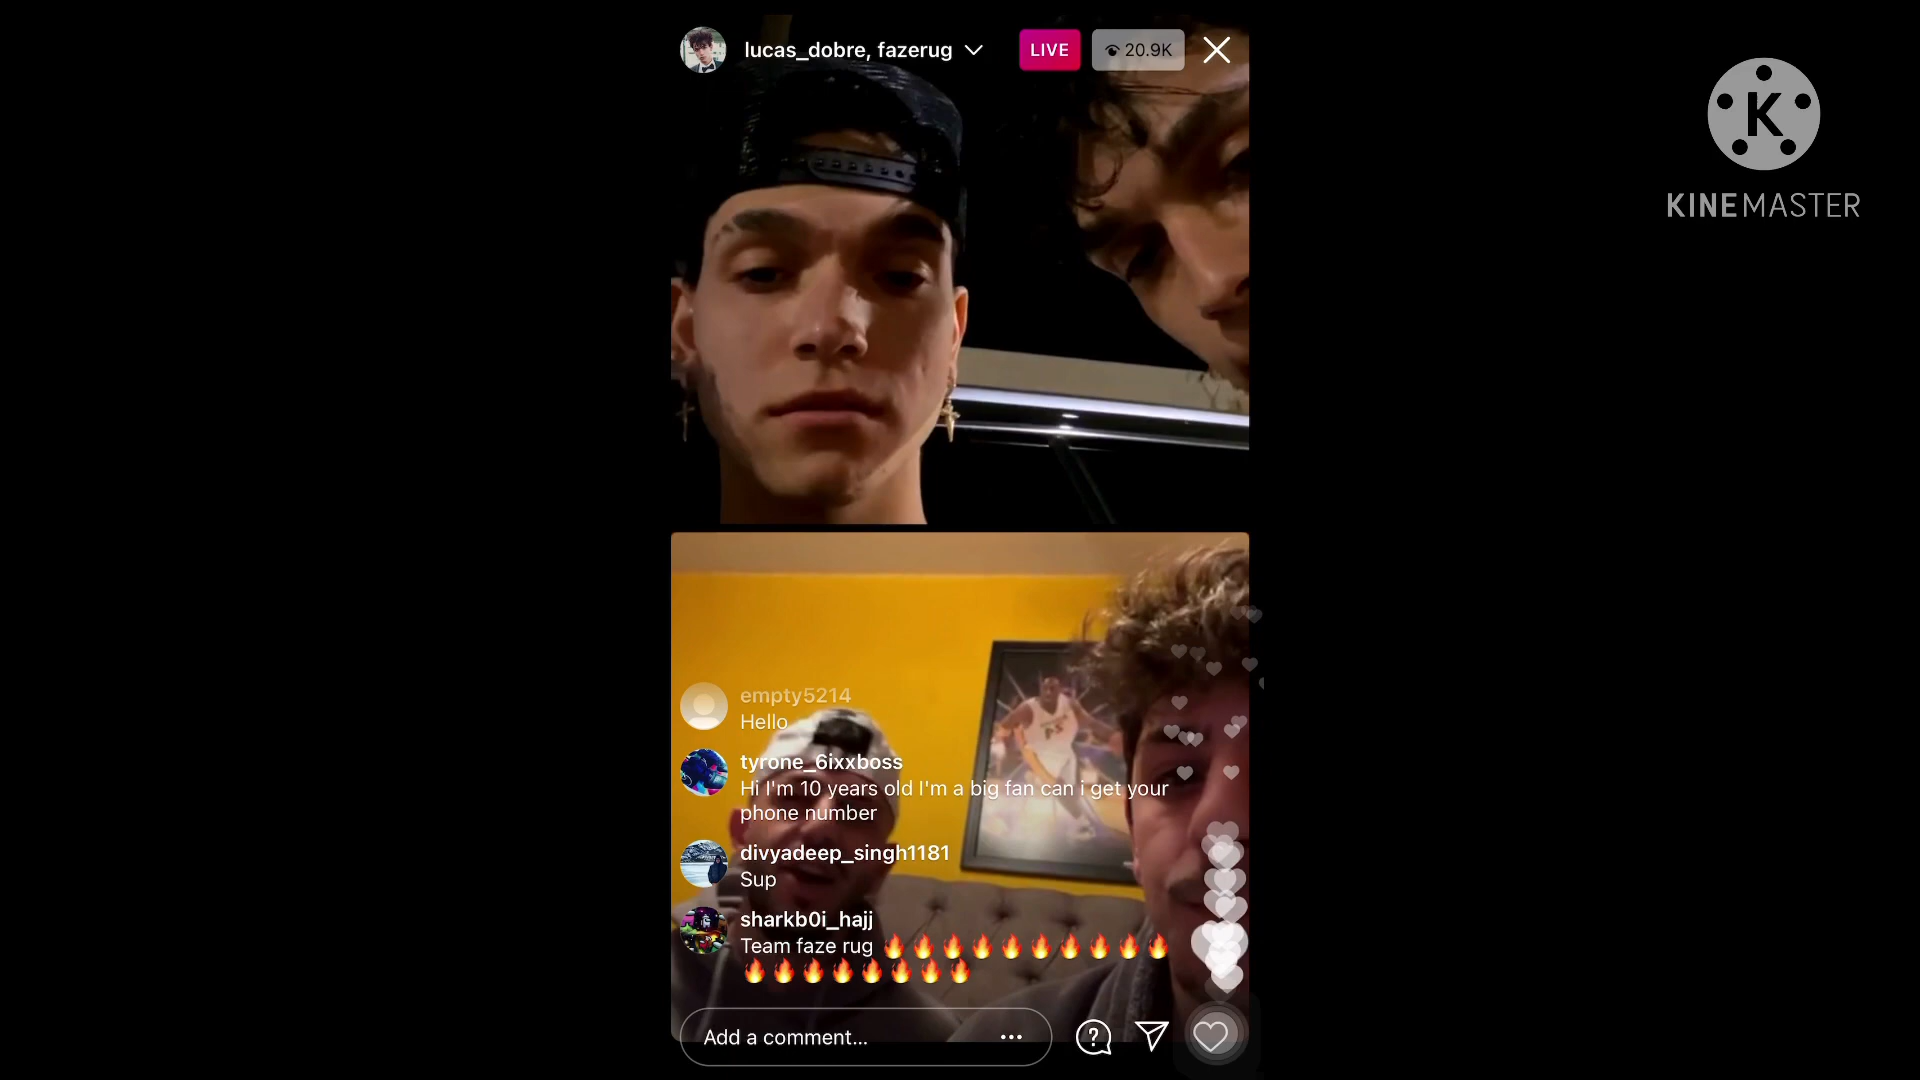 lucas_dobre, fazerug
LIVE
20.9K
K
KINEMASTER
empty5214
Hello
tyrone_6ixxboss
Hi I'm 10 years old I'm a big fan can i get your
phone number
divyadeep_singh1181
Sup
sharkb0i_hajj
Team faze rug 🔥🔥🔥🔥🔥🔥🔥🔥🔥🔥
🔥🔥🔥🔥🔥🔥🔥🔥
Add a comment...